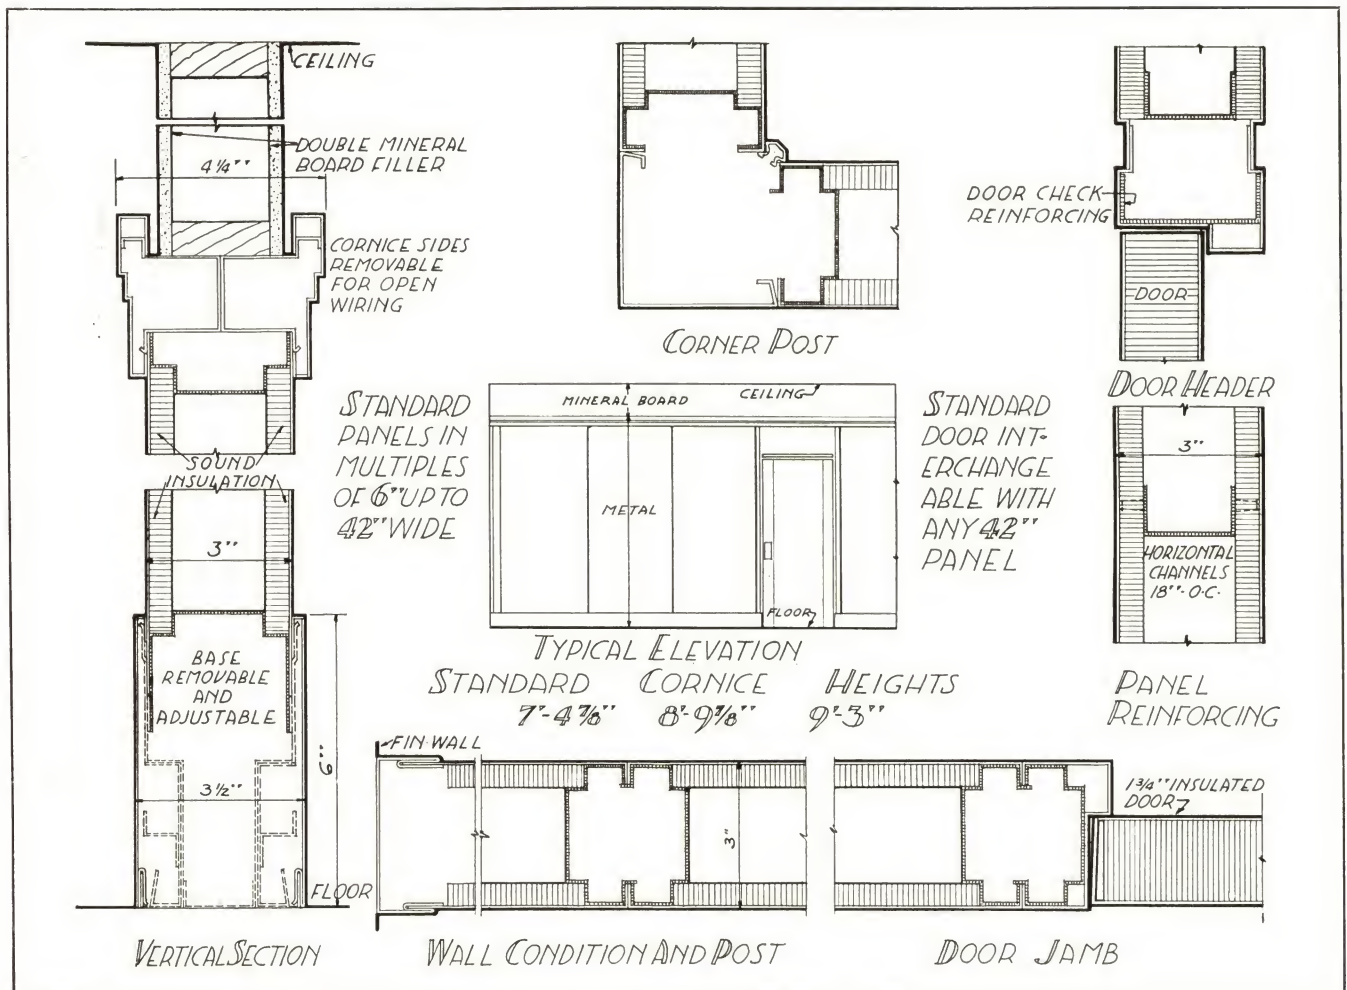 CEILING
DOUBLE MINERAL
BOARD FILLER
4¼"
CORNICE SIDES
REMOVABLE
FOR OPEN
WIRING
SOUND
INSULATION
3"
BASE
REMOVABLE
AND
ADJUSTABLE
6"
3½"
FLOOR
VERTICAL SECTION
CORNER POST
DOOR CHECK
REINFORCING
DOOR
DOOR HEADER
STANDARD
PANELS IN
MULTIPLES
OF 6" UP TO
42" WIDE
MINERAL BOARD
CEILING
METAL
FLOOR
TYPICAL ELEVATION
STANDARD
DOOR INT-
ERCHANGE
ABLE WITH
ANY 42"
PANEL
3"
HORIZONTAL
CHANNELS
18"-O.C.
PANEL
REINFORCING
STANDARD CORNICE HEIGHTS
7'-4⅞" 8'-9⅞" 9'-3"
FIN-WALL
3"
WALL CONDITION AND POST
1¾" INSULATED
DOOR
DOOR JAMB